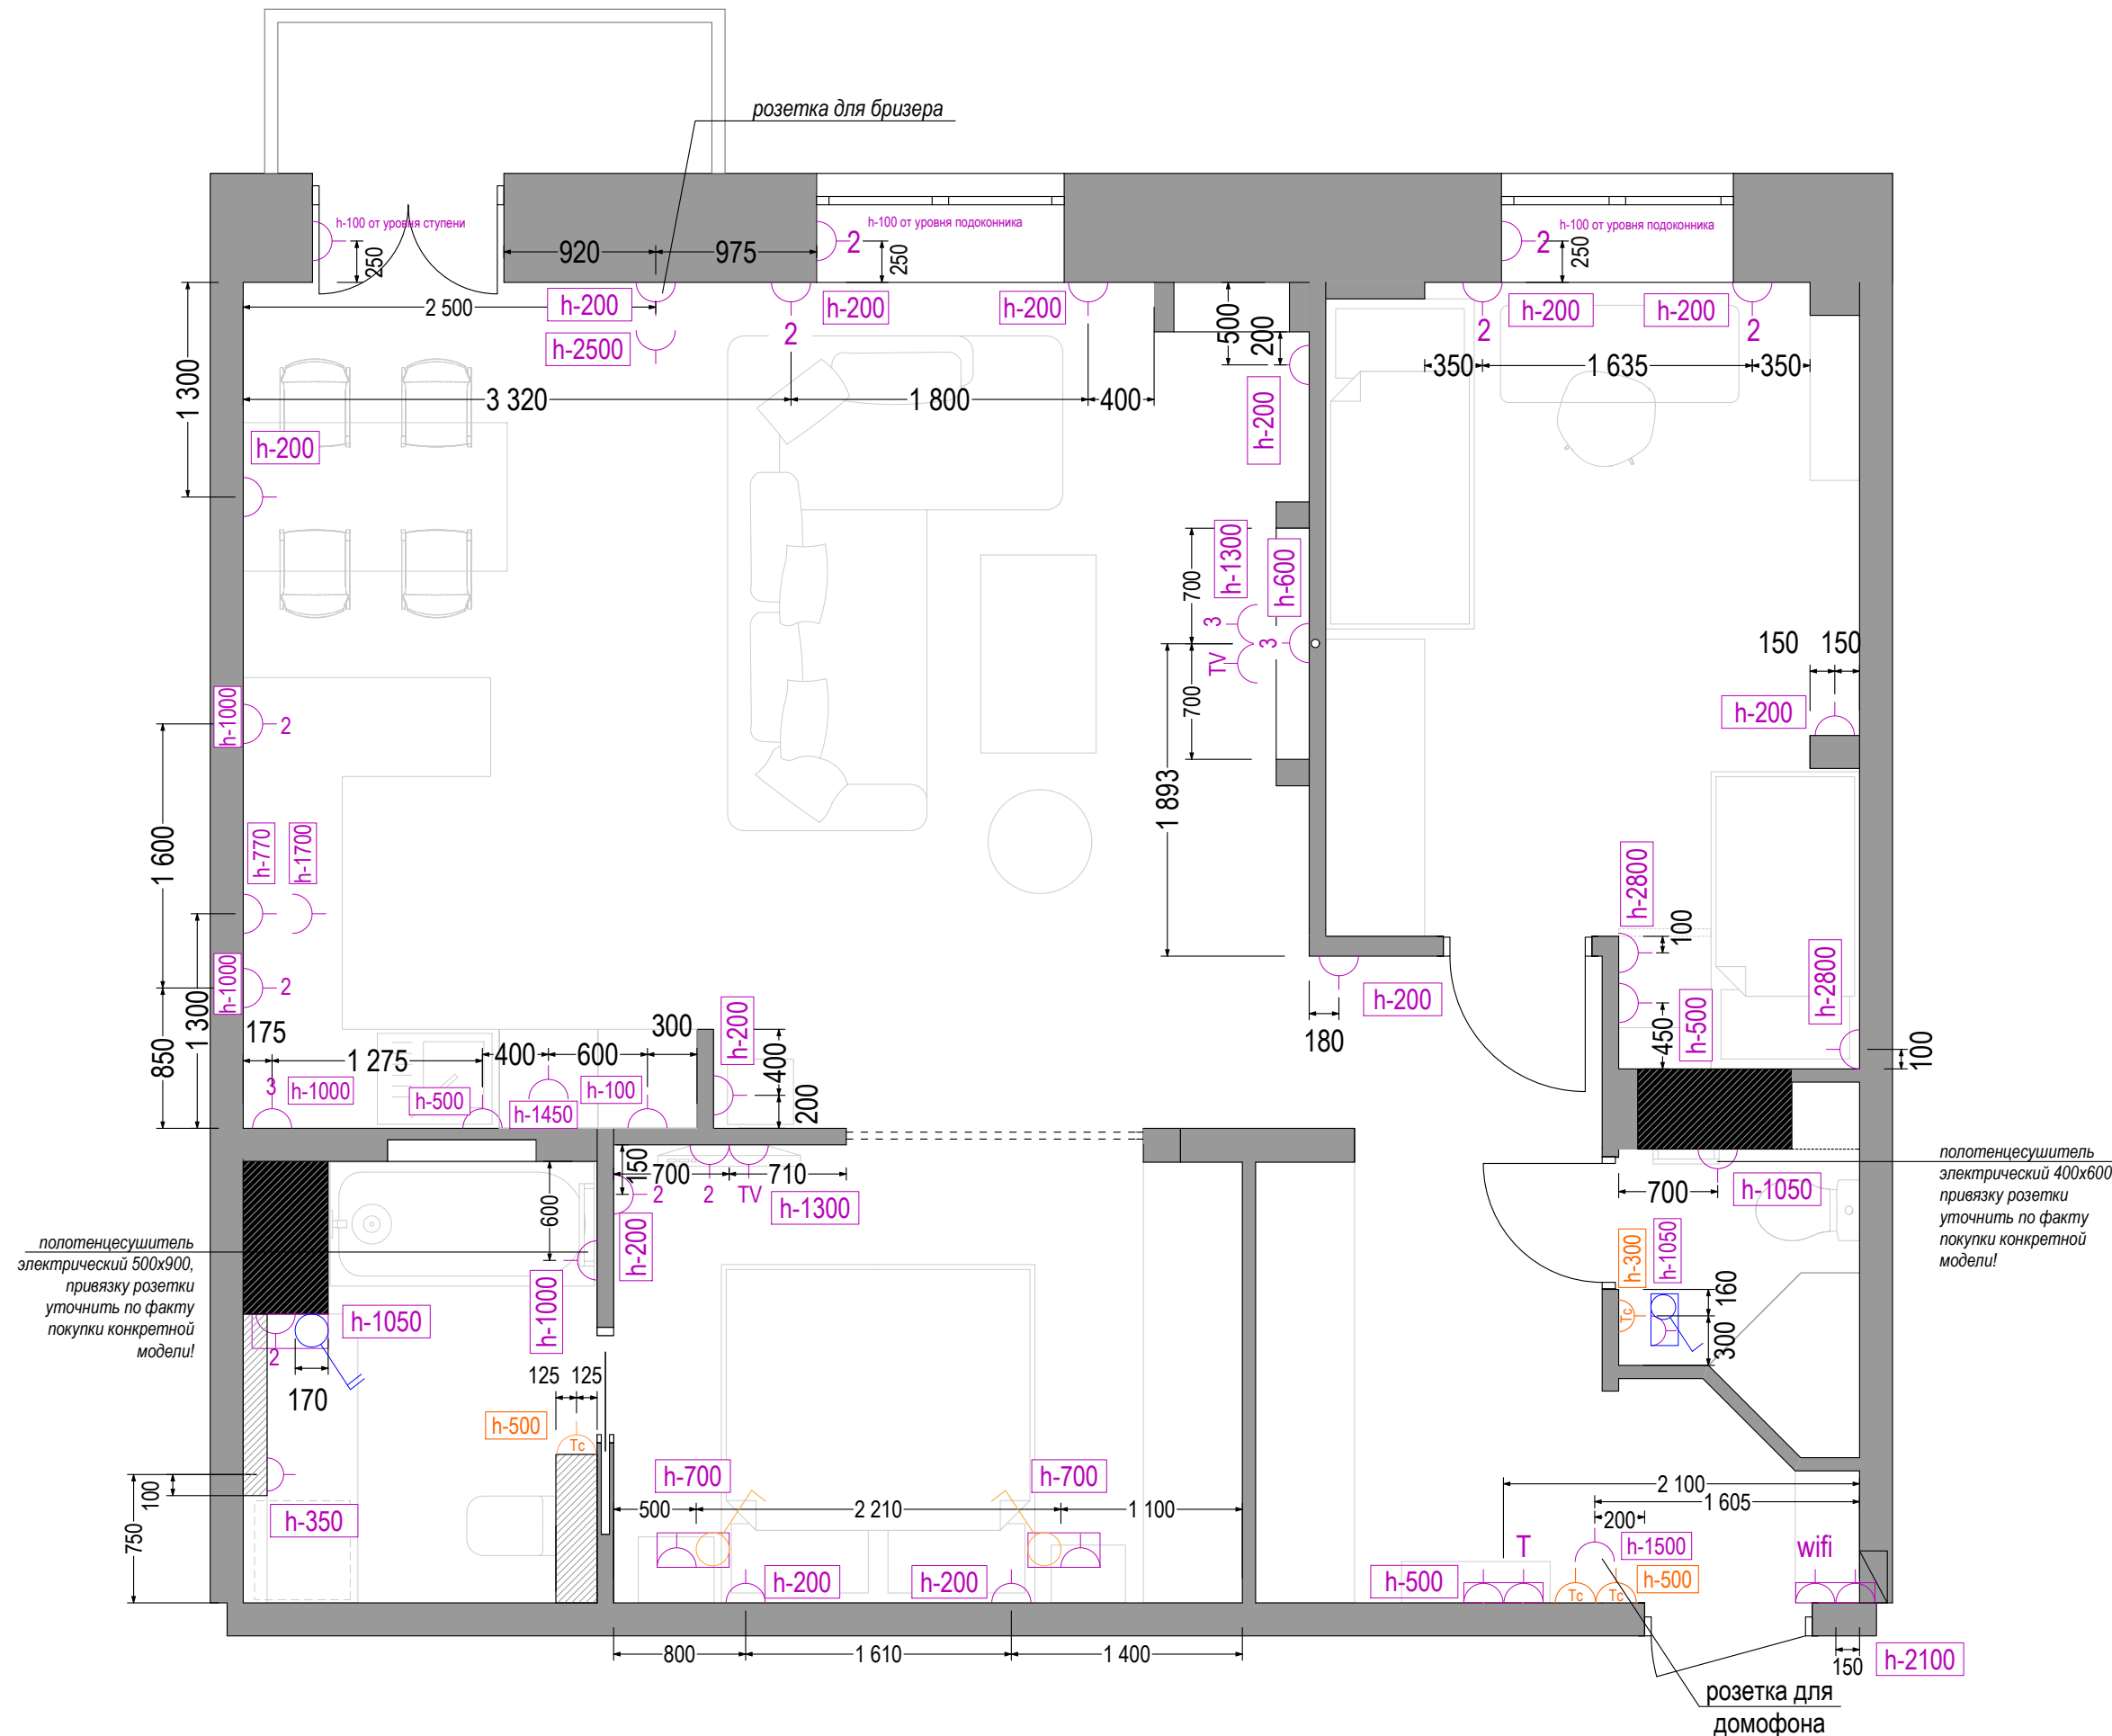 розетка для бризера
h-100 от уровня ступени
h-100 от уровня подоконника
h-100 от уровня подоконника
2
2
250
250
250
920
975
2 500
h-200
h-2500
h-200
h-200
h-200
h-200
2
2
2
500
200
350
1 635
350
1 300
3 320
1 800
400
h-200
h-200
h-1300
h-600
700
3
3
TV
700
150
150
h-200
h-1000
2
1 893
1 600
h-770
h-1700
h-2800
100
h-1000
2
h-200
h-500
h-2800
450
100
180
1 300
850
175
1 275
400
600
300
h-200
400
200
3
h-1000
h-500
h-1450
h-100
150
700
710
2
2
TV
h-1300
h-200
600
h-1000
полотенцесушитель
электрический 500х900,
привязку розетки
уточнить по факту
покупки конкретной
модели!
h-1050
2
170
125
125
h-500
Tc
полотенцесушитель
электрический 400х600
привязку розетки
уточнить по факту
покупки конкретной
модели!
700
h-1050
h-300
h-1050
160
300
Tc
100
750
h-350
h-700
h-700
500
2 210
1 100
h-200
h-200
2 100
1 605
200
T
h-1500
wifi
h-500
Tc
Tc
h-500
800
1 610
1 400
150
h-2100
розетка для
домофона